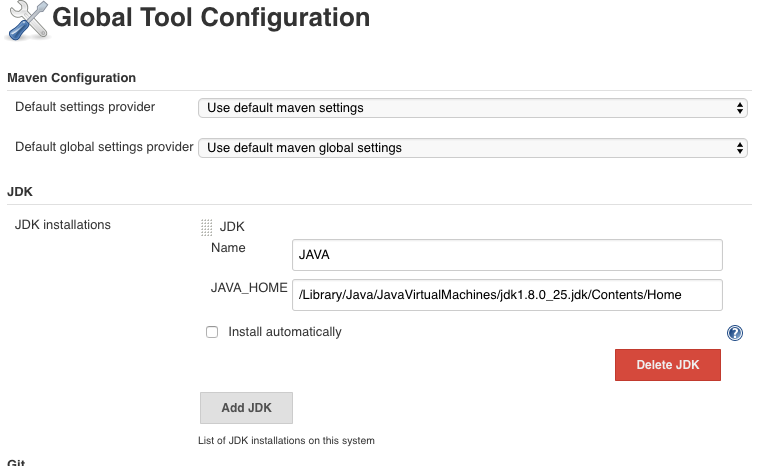 Global Tool Configuration
Maven Configuration
Default settings provider Use default maven settings
Default global settings provider Use default maven global settings
JDK
JDK installations JDK
Name JAVA
JAVA_HOME /Library/Java/JavaVirtualMachines/jdk1.8.0_25.jdk/Contents/Home
Install automatically ?
Delete JDK
Add JDK
List of JDK installations on this system
Git